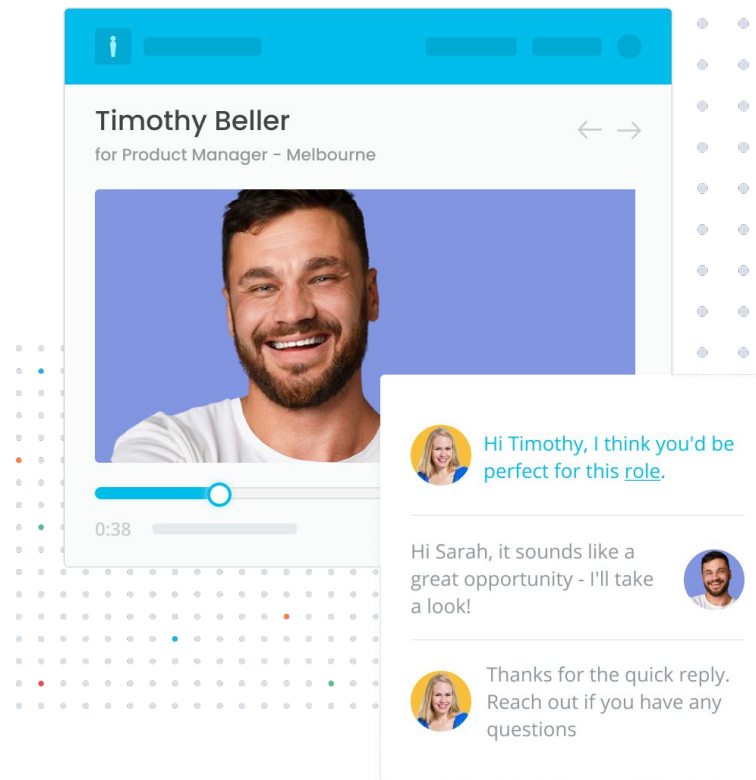 Timothy Beller
for Product Manager - Melbourne
0:38
Hi Timothy, I think you'd be
perfect for this role.
Hi Sarah, it sounds like a
great opportunity - I'll take
a look!
Thanks for the quick reply.
Reach out if you have any
questions